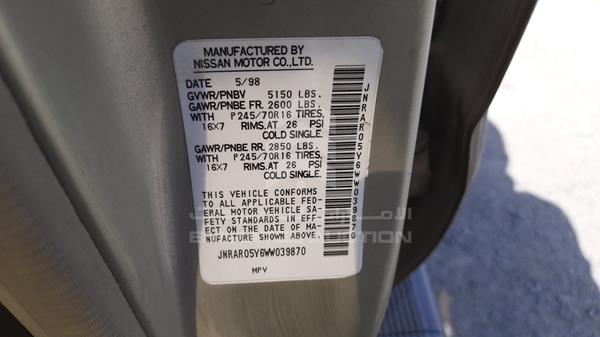 MANUFACTURED BY
NISSAN MOTOR CO., LTD.
DATE 5/98
GVWR/PNBV 5150 LBS.
GAWR/PNBE FR. 2600 LBS.
WITH P245/70R16 TIRES,
16X7 RIMS, AT 26 PSI
COLD SINGLE.
GAWR/PNBE RR. 2850 LBS.
WITH P245/70R16 TIRES,
16X7 RIMS, AT 26 PSI
COLD SINGLE.
THIS VEHICLE CONFORMS
TO ALL APPLICABLE FED-
ERAL MOTOR VEHICLE SA-
FETY STANDARDS IN EFF-
ECT ON THE DATE OF MA-
NUFACTURE SHOWN ABOVE.
JNRAR05Y6WW039870
MPV
JNRAR05Y6WW039870